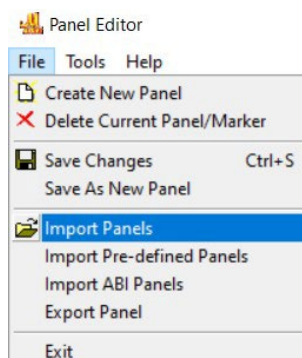 Panel Editor
File Tools Help
Create New Panel
Delete Current Panel/Marker
Save Changes Ctrl+S
Save As New Panel
Import Panels
Import Pre-defined Panels
Import ABI Panels
Export Panel
Exit